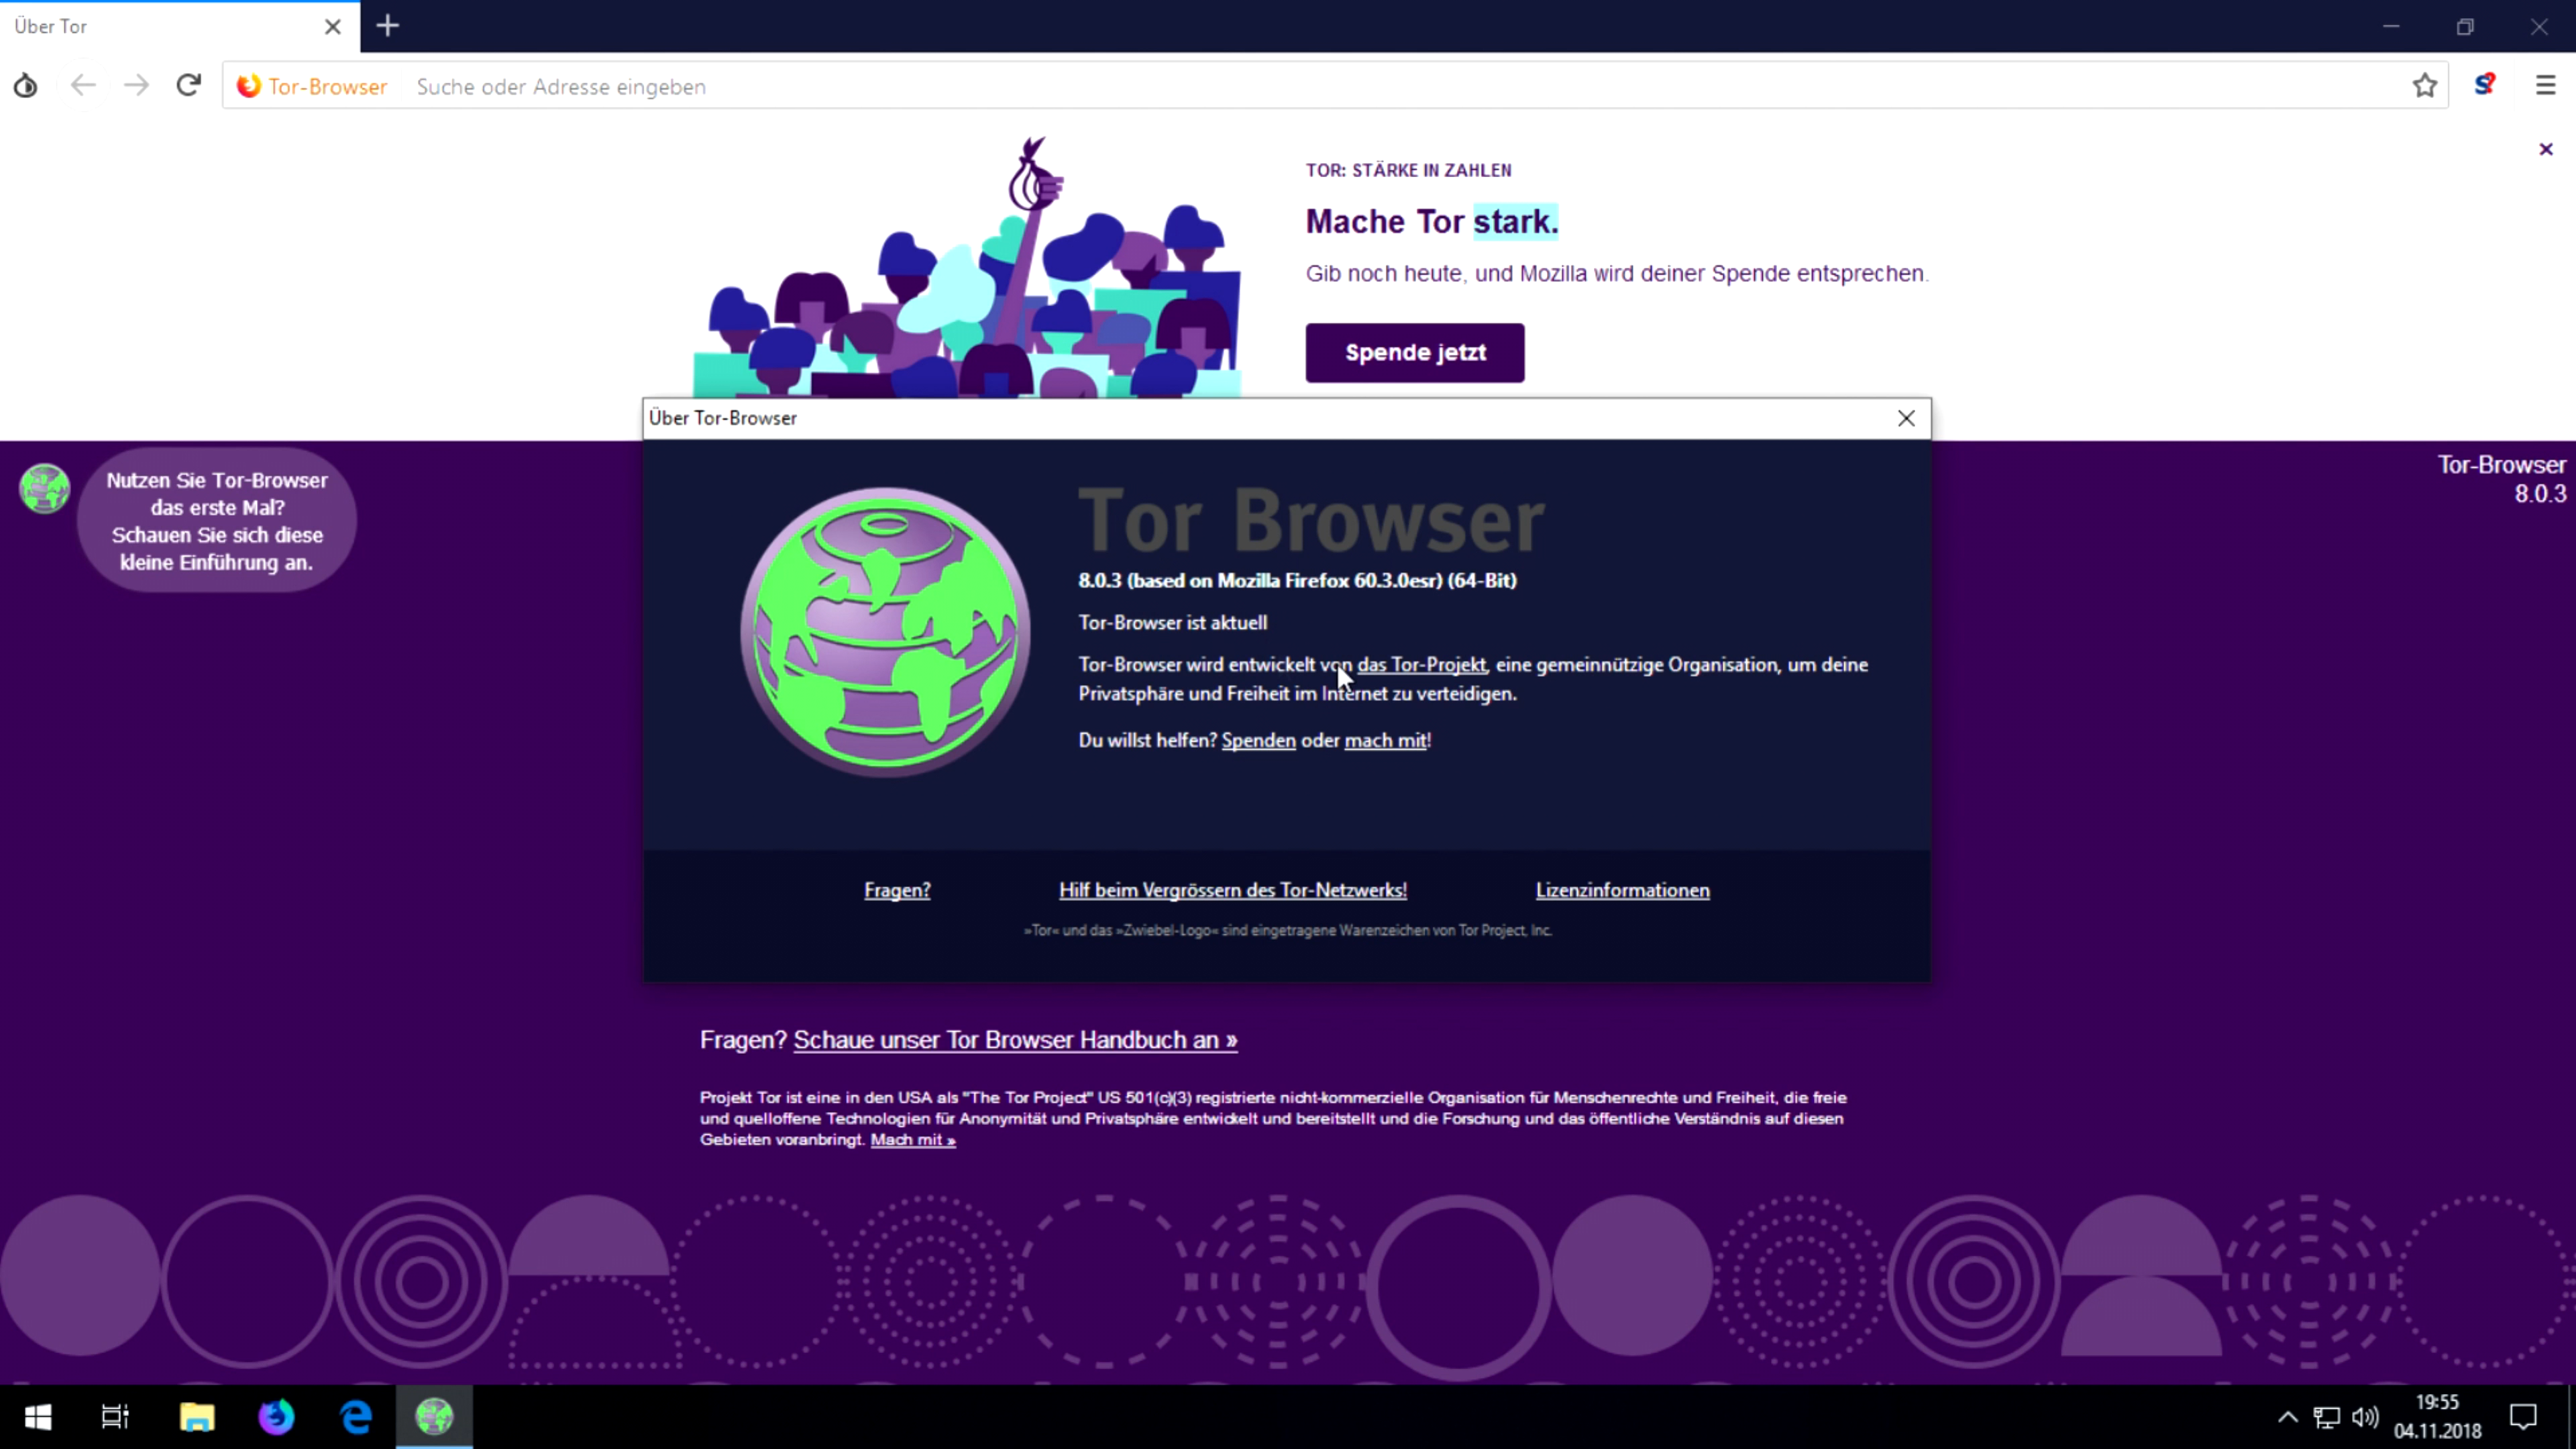 Über Tor
Tor-Browser Suche oder Adresse eingeben
TOR: STÄRKE IN ZAHLEN
Mache Tor stark.
Gib noch heute, und Mozilla wird deiner Spende entsprechen.
Spende jetzt
Über Tor-Browser
Nutzen Sie Tor-Browser
das erste Mal?
Schauen Sie sich diese
kleine Einführung an.
Tor-Browser
8.0.3
Tor Browser
8.0.3 (based on Mozilla Firefox 60.3.0esr) (64-Bit)
Tor-Browser ist aktuell
Tor-Browser wird entwickelt von das Tor-Projekt, eine gemeinnützige Organisation, um deine
Privatsphäre und Freiheit im Internet zu verteidigen.
Du willst helfen? Spenden oder mach mit!
Fragen? Hilf beim Vergrössern des Tor-Netzwerks! Lizenzinformationen
»Tor« und das »Zwiebel-Logo« sind eingetragene Warenzeichen von Tor Project, Inc.
Fragen? Schaue unser Tor Browser Handbuch an »
Projekt Tor ist eine in den USA als "The Tor Project" US 501(c)(3) registrierte nicht-kommerzielle Organisation für Menschenrechte und Freiheit, die freie
und quelloffene Technologien für Anonymität und Privatsphäre entwickelt und bereitstellt und die Forschung und das öffentliche Verständnis auf diesen
Gebieten voranbringt. Mach mit »
19:55
04.11.2018